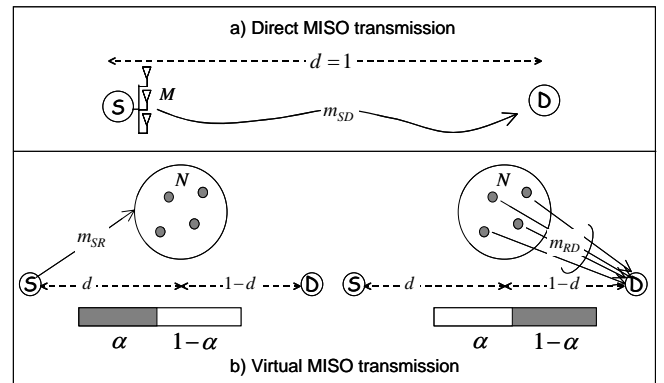 a) Direct MISO transmission
d = 1
S M D
m_SD
N N
m_SR m_RD
S d 1-d D S d 1-d D
α 1-α α 1-α
b) Virtual MISO transmission